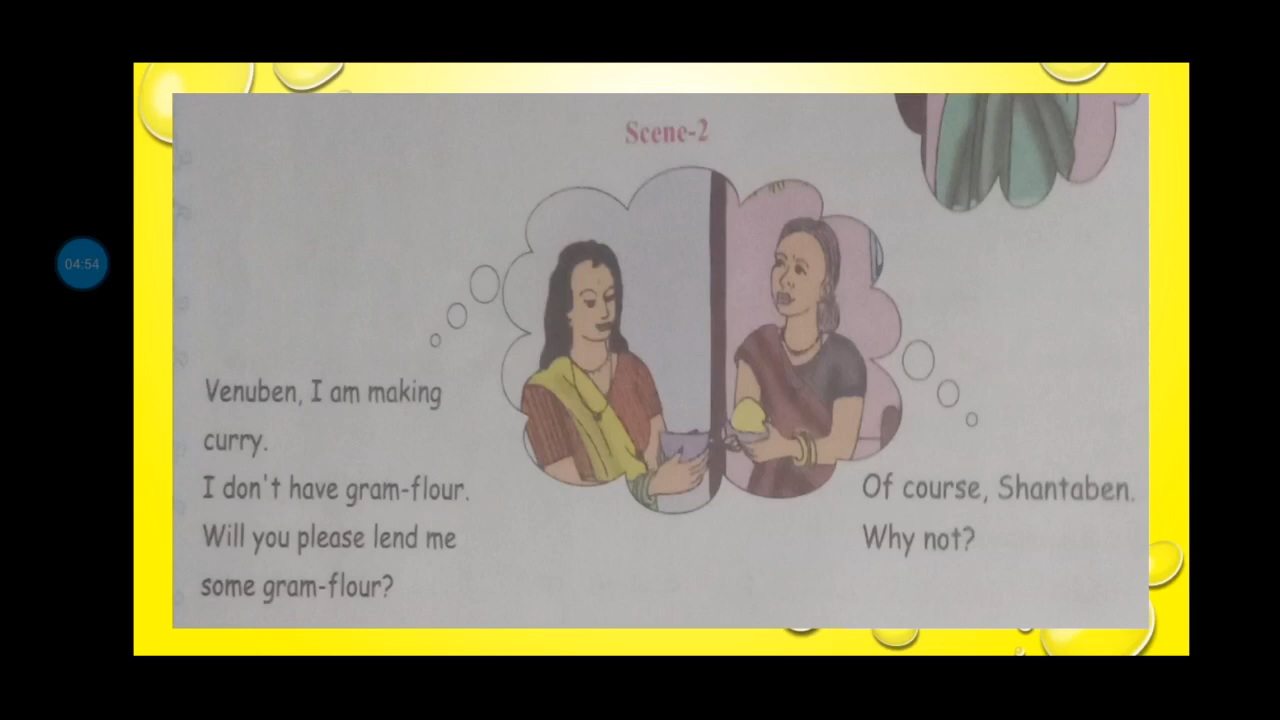 Scene-2
04:54
Venuben, I am making
curry.
I don't have gram-flour.
Will you please lend me
some gram-flour?
Of course, Shantaben.
Why not?